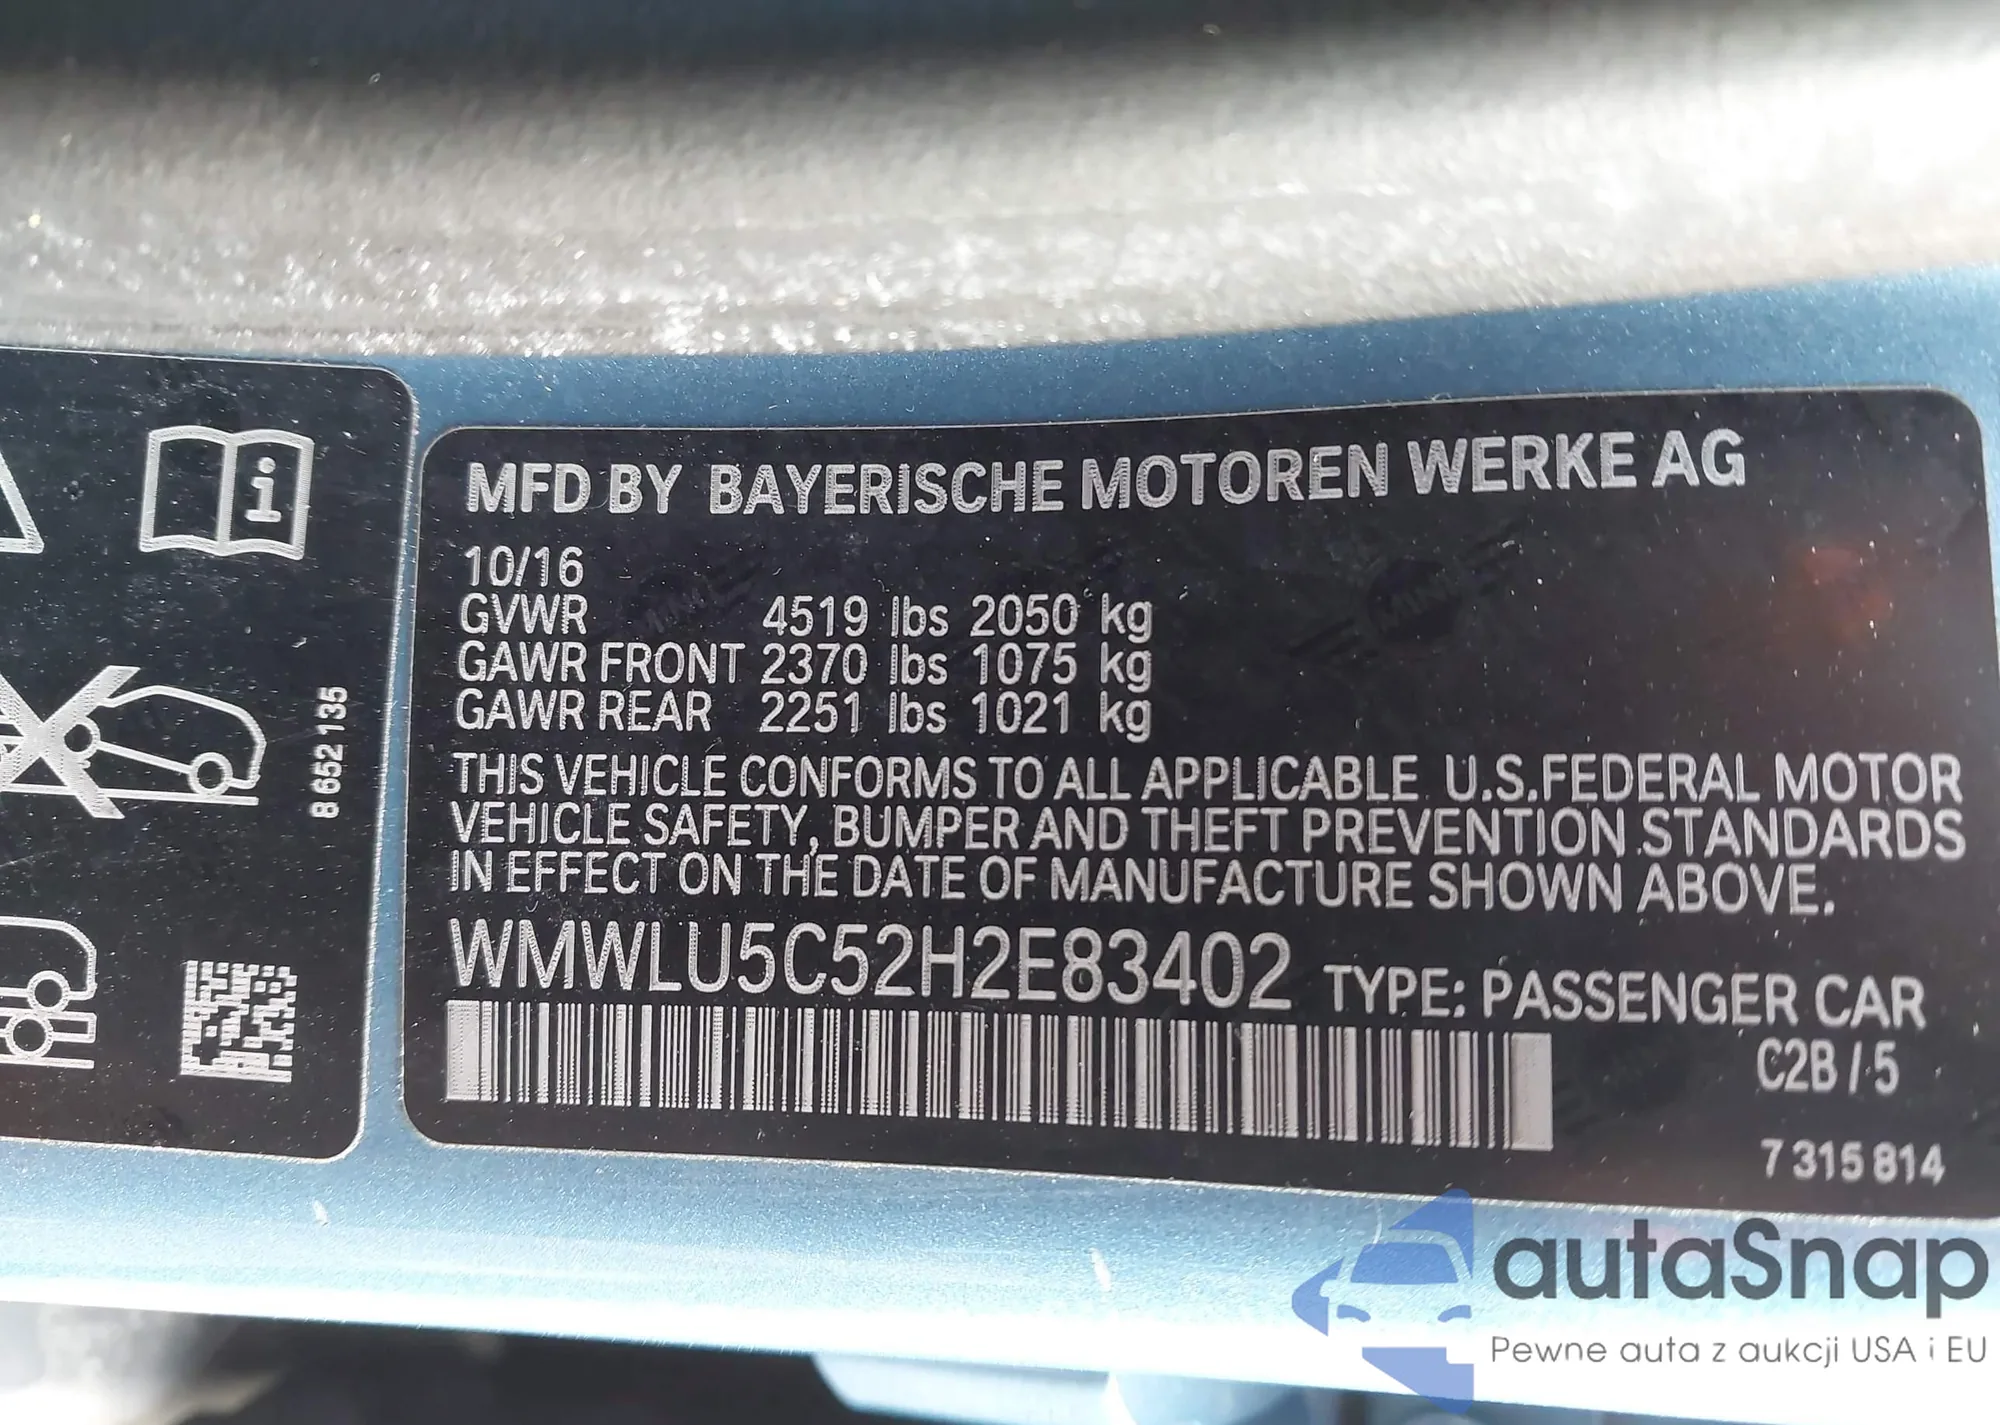 MFD BY BAYERISCHE MOTOREN WERKE AG
10/16
GVWR 4519 lbs 2050 kg
GAWR FRONT 2370 lbs 1075 kg
GAWR REAR 2251 lbs 1021 kg
THIS VEHICLE CONFORMS TO ALL APPLICABLE U.S.FEDERAL MOTOR
VEHICLE SAFETY, BUMPER AND THEFT PREVENTION STANDARDS
IN EFFECT ON THE DATE OF MANUFACTURE SHOWN ABOVE.
WMWLU5C52H2E83402 TYPE: PASSENGER CAR
C2B / 5
7 315 814
8 652 135
MINI
autaSnap
Pewne auta z aukcji USA i EU